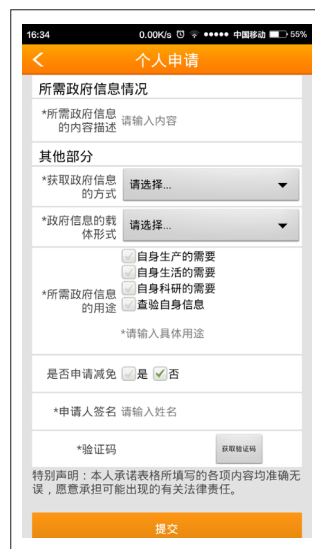 16:34 0.00K/s 中国移动 55%
个人申请
所需政府信息情况
*所需政府信息的内容描述 请输入内容
其他部分
*获取政府信息的方式 请选择...
*政府信息的载体形式 请选择...
*所需政府信息的用途
自身生产的需要
自身生活的需要
自身科研的需要
查验自身信息
*请输入具体用途
是否申请减免 是 否
*申请人签名 请输入姓名
*验证码 获取验证码
特别声明：本人承诺表格所填写的各项内容均准确无
误，愿意承担可能出现的有关法律责任。
提交